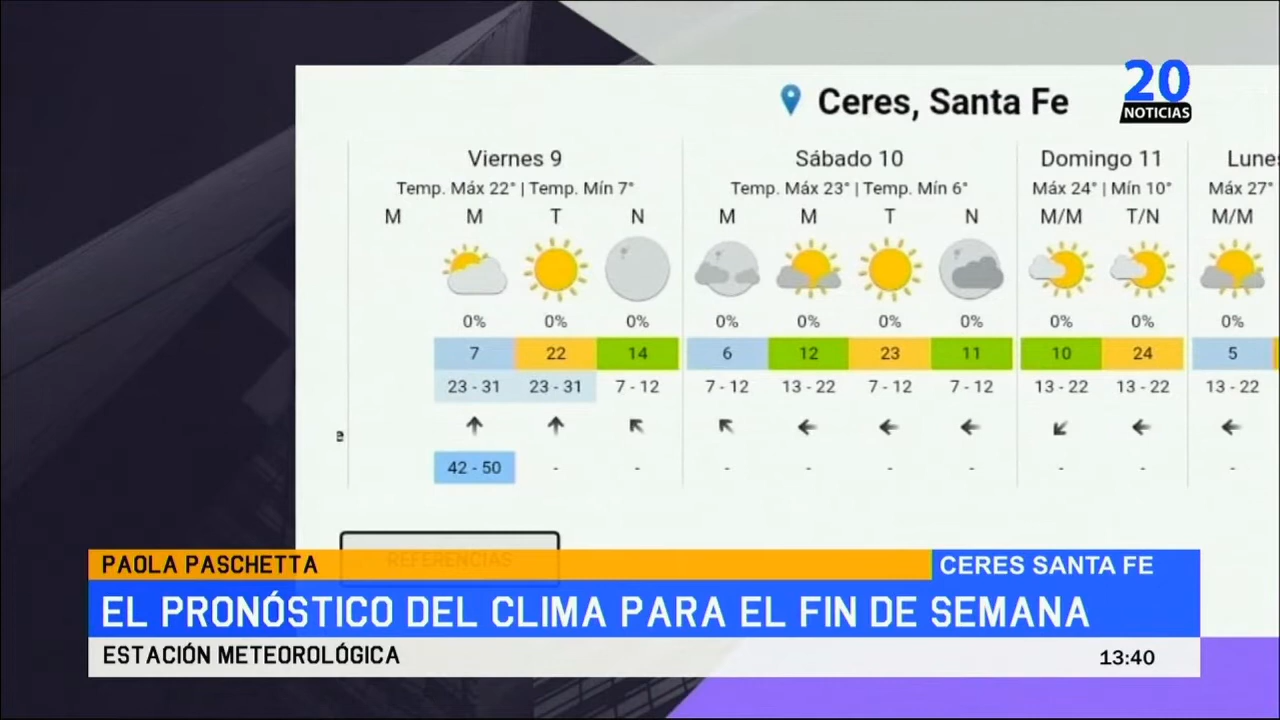 20
NOTICIAS
Ceres, Santa Fe
Viernes 9
Temp. Máx 22° | Temp. Mín 7°
M M T N
0% 0% 0%
7 22 14
23 - 31 23 - 31 7 - 12
42 - 50 - -
Sábado 10
Temp. Máx 23° | Temp. Mín 6°
M M T N
0% 0% 0% 0%
6 12 23 11
7 - 12 13 - 22 7 - 12 7 - 12
- - - -
Domingo 11
Máx 24° | Mín 10°
M/M T/N
0% 0%
10 24
13 - 22 13 - 22
- -
Lunes
Máx 27°
M/M
0%
5
13 - 22
-
e
REFERENCIAS
PAOLA PASCHETTA
CERES SANTA FE
EL PRONÓSTICO DEL CLIMA PARA EL FIN DE SEMANA
ESTACIÓN METEOROLÓGICA
13:40